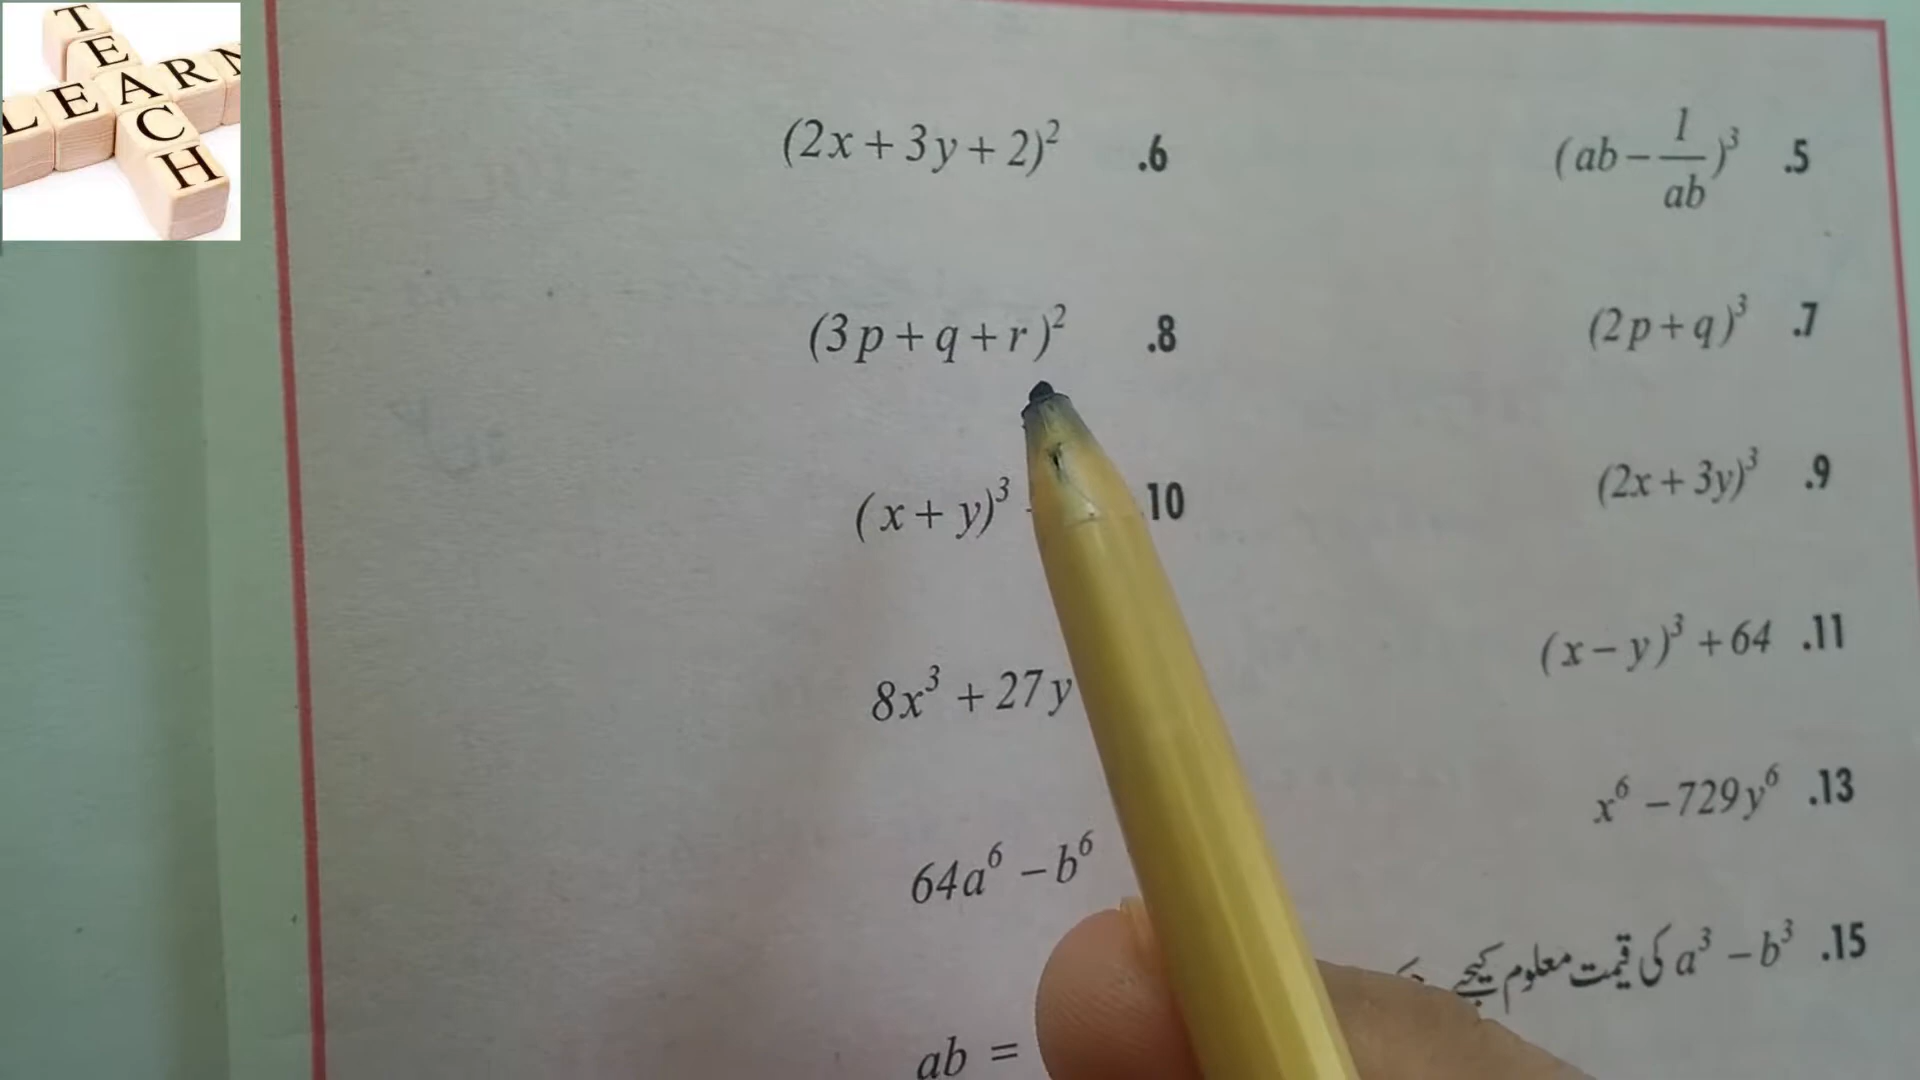 TEACH
LEARN
.5 (ab - 1/ab)³
.6 (2x + 3y + 2)²
.7 (2p + q)³
.8 (3p + q + r)²
.9 (2x + 3y)³
.10 (x + y)³
.11 (x - y)³ + 64
8x³ + 27y
.13 x⁶ - 729y⁶
64a⁶ - b⁶
.15 a³ - b³ کی قیمت معلوم کیجیے
ab =